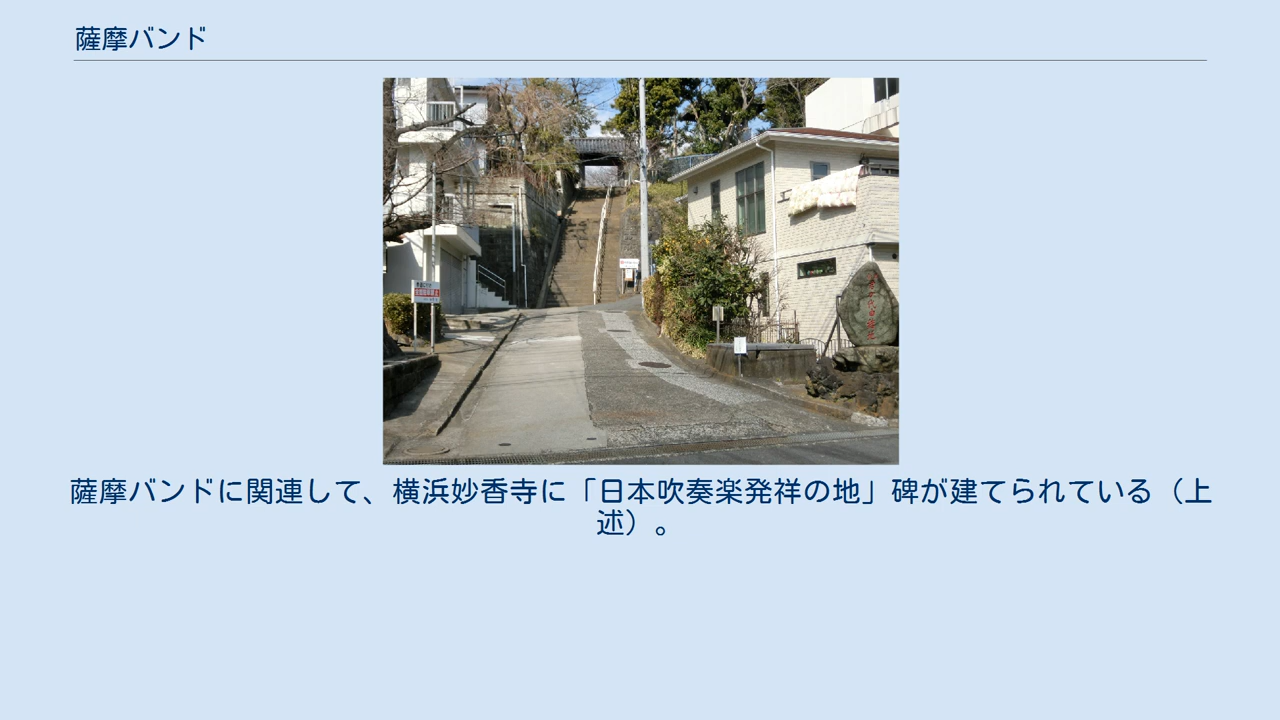 薩摩バンド
薩摩バンドに関連して、横浜妙香寺に「日本吹奏楽発祥の地」碑が建てられている（上
述）。